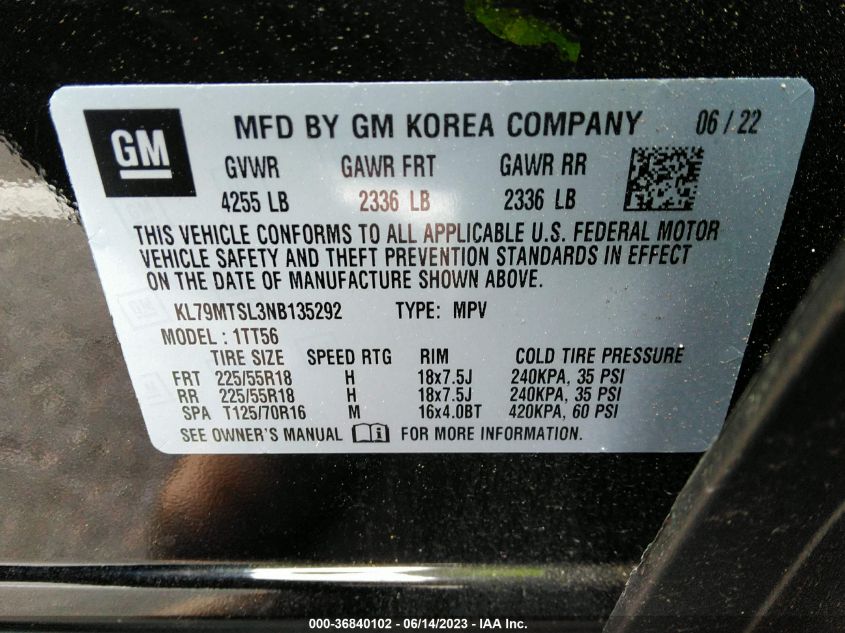 GM
MFD BY GM KOREA COMPANY 06/22
GVWR GAWR FRT GAWR RR
4255 LB 2336 LB 2336 LB
THIS VEHICLE CONFORMS TO ALL APPLICABLE U.S. FEDERAL MOTOR
VEHICLE SAFETY AND THEFT PREVENTION STANDARDS IN EFFECT
ON THE DATE OF MANUFACTURE SHOWN ABOVE.
KL79MTSL3NB135292 TYPE: MPV
MODEL : 1TT56
TIRE SIZE SPEED RTG RIM COLD TIRE PRESSURE
FRT 225/55R18 H 18x7.5J 240KPA, 35 PSI
RR 225/55R18 H 18x7.5J 240KPA, 35 PSI
SPA T125/70R16 M 16x4.0BT 420KPA, 60 PSI
SEE OWNER'S MANUAL FOR MORE INFORMATION.
000-36840102 - 06/14/2023 - IAA Inc.